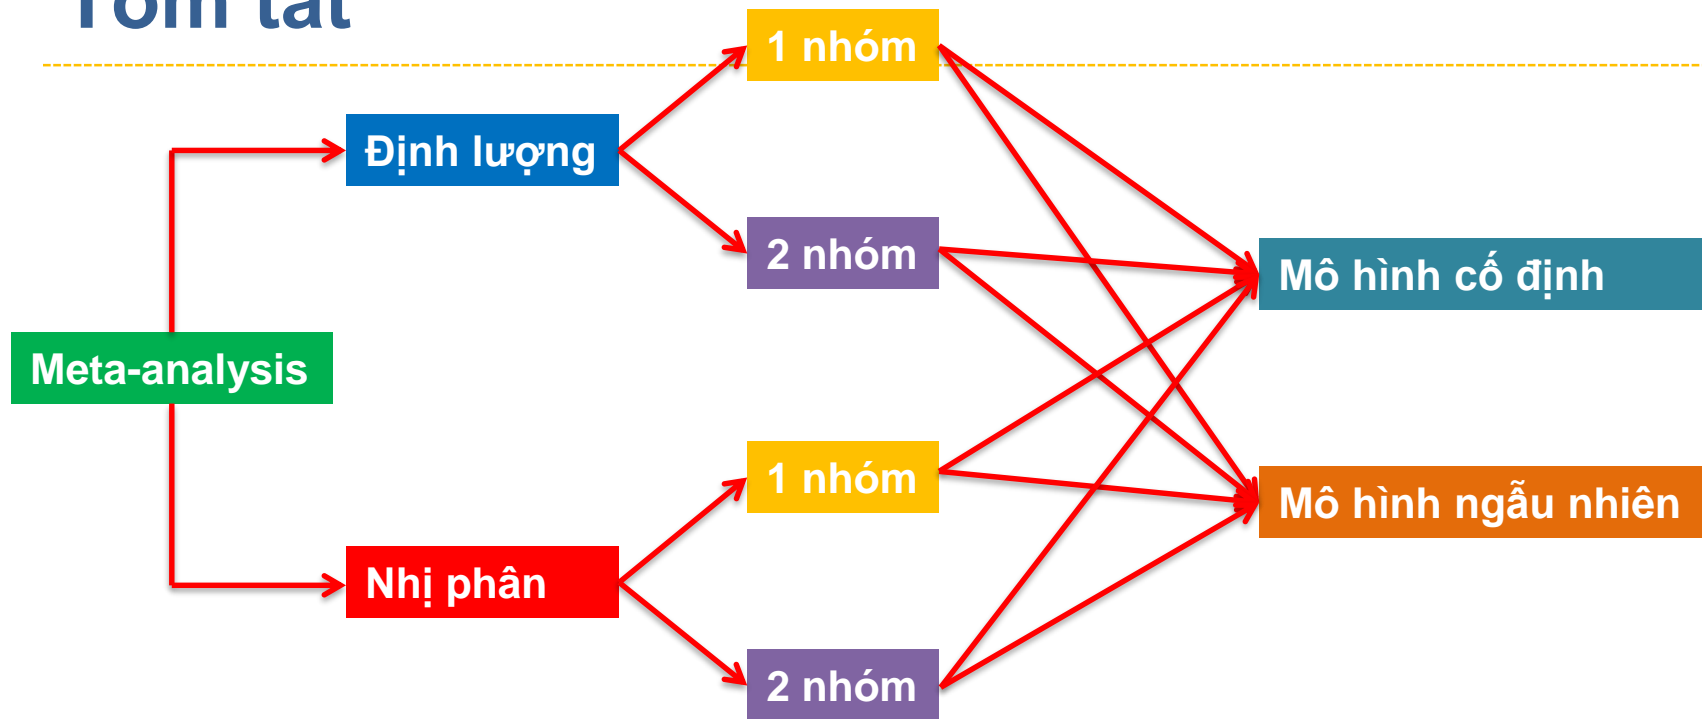 Tóm tắt
1 nhóm
Định lượng
2 nhóm
Mô hình cố định
Meta-analysis
1 nhóm
Mô hình ngẫu nhiên
Nhị phân
2 nhóm